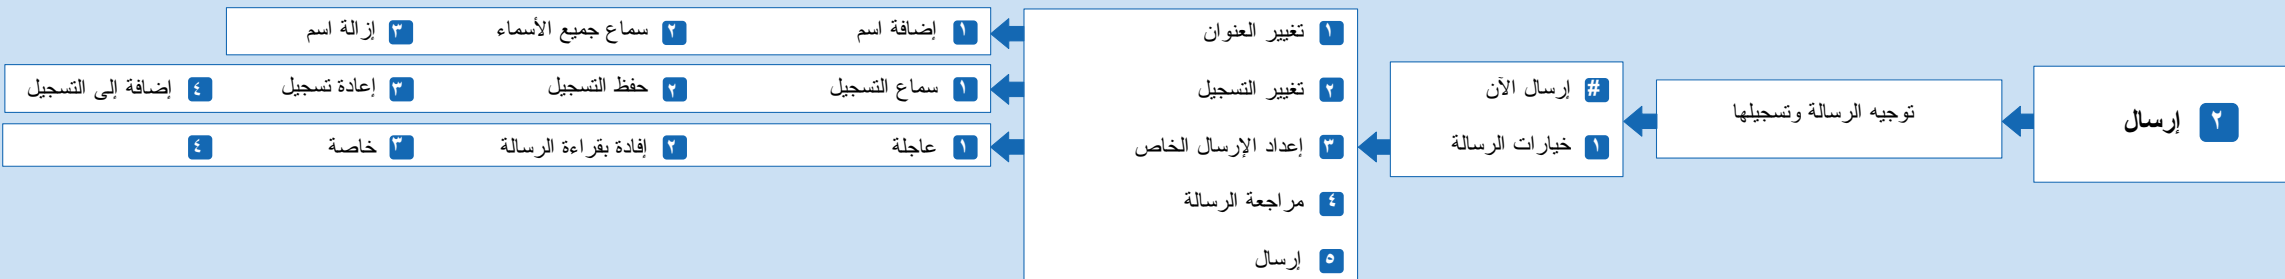 ٢ إرسال
توجيه الرسالة وتسجيلها
# إرسال الآن
١ خيارات الرسالة
١ تغيير العنوان
٢ تغيير التسجيل
٣ إعداد الإرسال الخاص
٤ مراجعة الرسالة
٥ إرسال
١ إضافة اسم ٢ سماع جميع الأسماء ٣ إزالة اسم
١ سماع التسجيل ٢ حفظ التسجيل ٣ إعادة تسجيل ٤ إضافة إلى التسجيل
١ عاجلة ٢ إفادة بقراءة الرسالة ٣ خاصة ٤